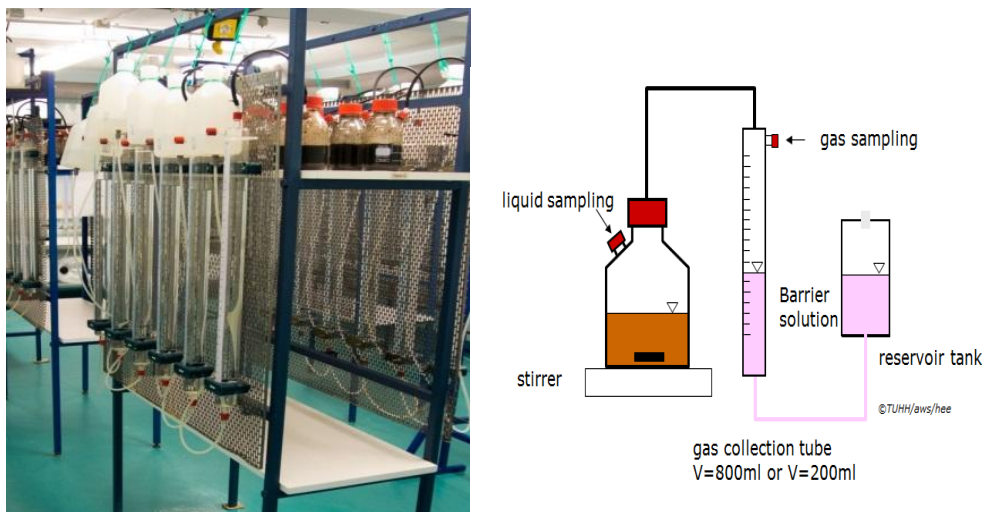 gas sampling
liquid sampling
Barrier
solution
reservoir tank
stirrer
©TUHH/aws/hee
gas collection tube
V=800ml or V=200ml